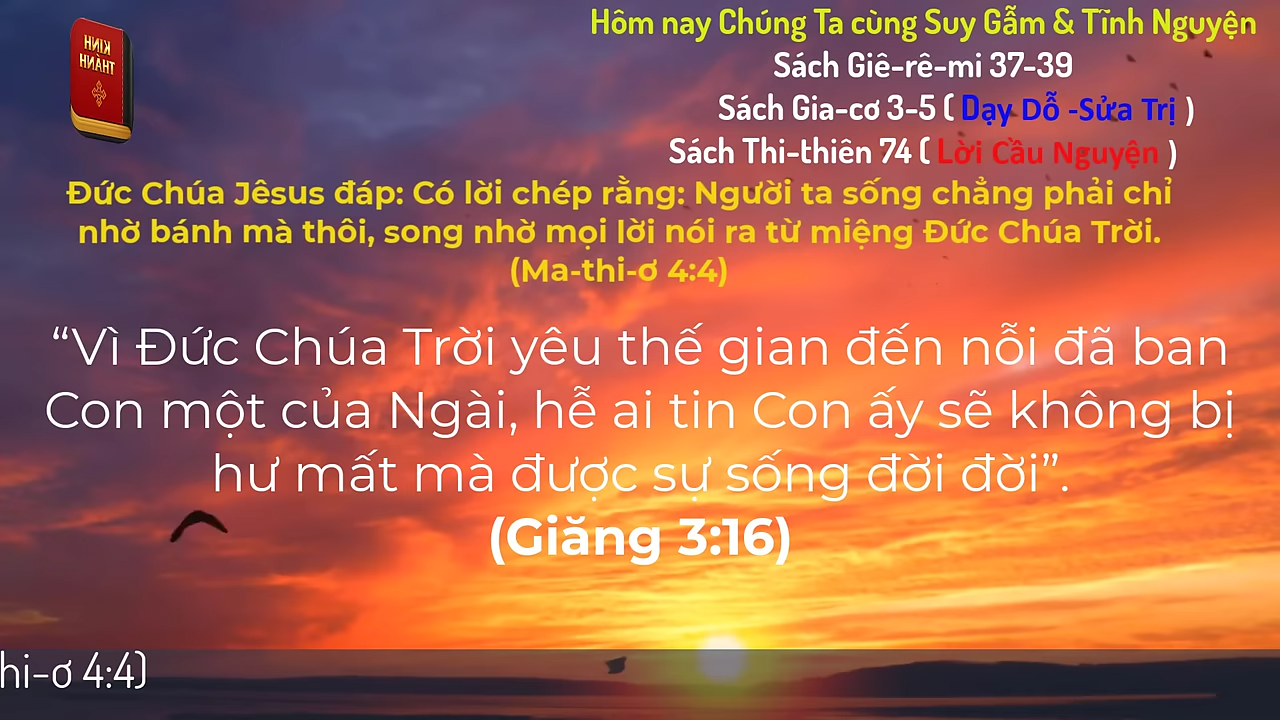 KINH
THÁNH
Hôm nay Chúng Ta cùng Suy Gẫm & Tĩnh Nguyện
Sách Giê-rê-mi 37-39
Sách Gia-cơ 3-5 ( Dạy Dỗ -Sửa Trị )
Sách Thi-thiên 74 ( Lời Cầu Nguyện )
Đức Chúa Jêsus đáp: Có lời chép rằng: Người ta sống chẳng phải chỉ
nhờ bánh mà thôi, song nhờ mọi lời nói ra từ miệng Đức Chúa Trời.
(Ma-thi-ơ 4:4)
“Vì Đức Chúa Trời yêu thế gian đến nỗi đã ban
Con một của Ngài, hễ ai tin Con ấy sẽ không bị
hư mất mà được sự sống đời đời”.
(Giăng 3:16)
hi-ơ 4:4)